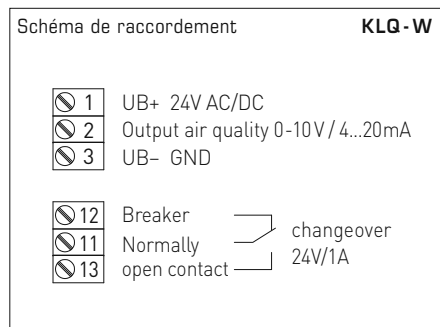 Schéma de raccordement KLQ-W
1 UB+ 24V AC/DC
2 Output air quality 0-10V / 4...20mA
3 UB– GND
12 Breaker
11 Normally
13 open contact
changeover
24V/1A